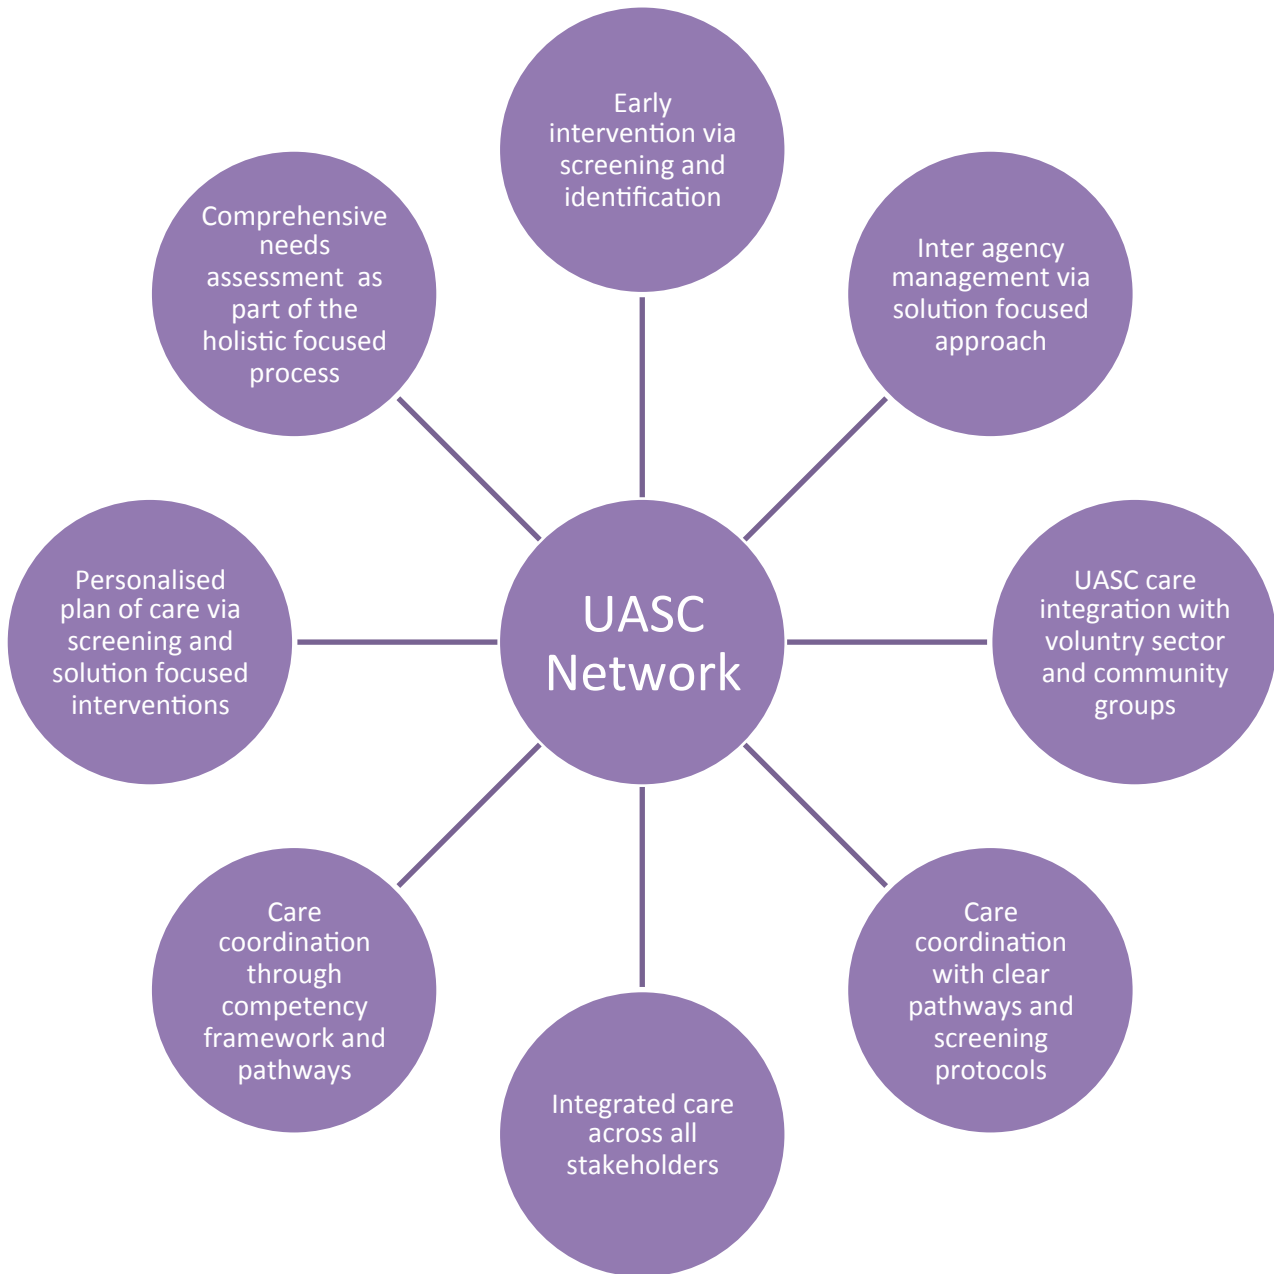 Early
intervention via
screening and
identification
Inter agency
management via
solution focused
approach
UASC care
integration with
voluntry sector
and community
groups
Care
coordination
with clear
pathways and
screening
protocols
Integrated care
across all
stakeholders
Care
coordination
through
competency
framework and
pathways
Personalised
plan of care via
screening and
solution focused
interventions
Comprehensive
needs
assessment  as
part of the
holistic focused
process
UASC
Network